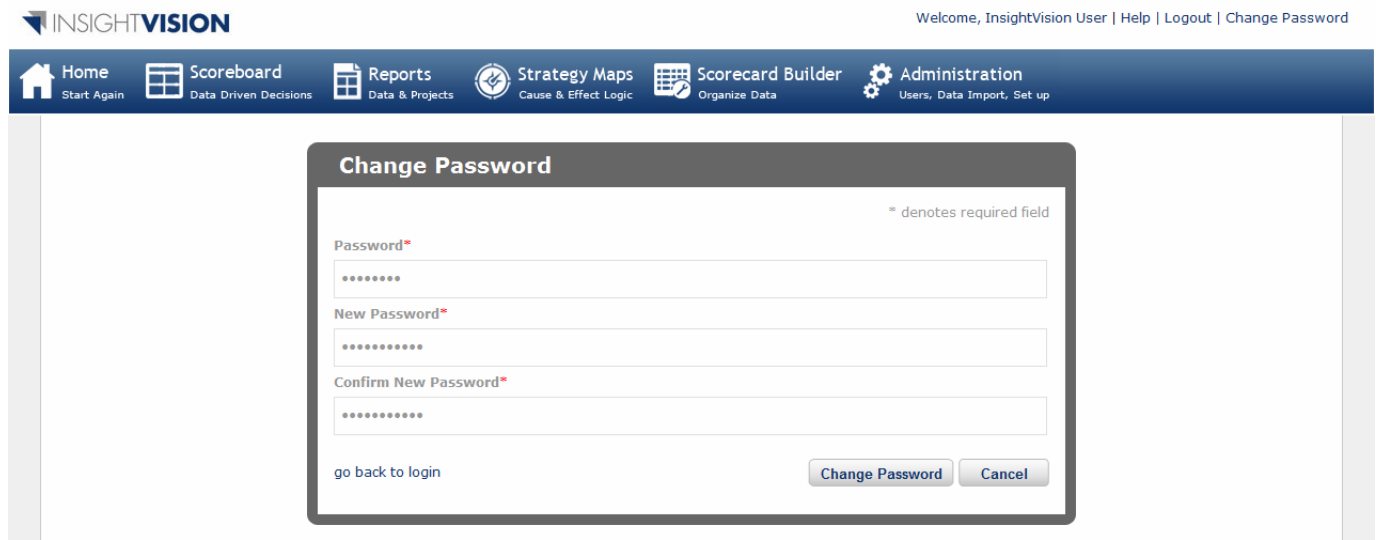 INSIGHTVISION
Welcome, InsightVision User | Help | Logout | Change Password
Home
Start Again
Scoreboard
Data Driven Decisions
Reports
Data & Projects
Strategy Maps
Cause & Effect Logic
Scorecard Builder
Organize Data
Administration
Users, Data Import, Set up
Change Password
* denotes required field
Password*
••••••••
New Password*
•••••••••••
Confirm New Password*
•••••••••••
go back to login
Change Password
Cancel